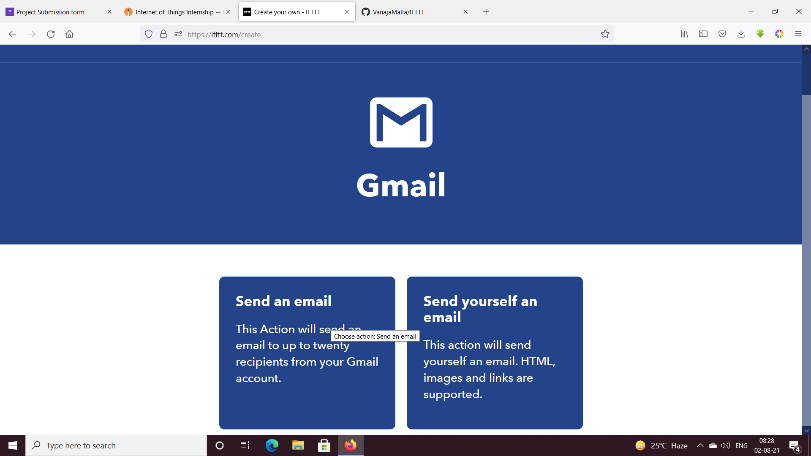 Project Submission form
Internet of Things Internship —
Create your own - IFTTT
VanajaMalla/IFTTT
https://ifttt.com/create
Gmail
Send an email
This Action will send an
email to up to twenty
recipients from your Gmail
account.
Choose action: Send an email
Send yourself an
email
This action will send
yourself an email. HTML,
images and links are
supported.
Type here to search
25°C Haze
ENG
08:28
02-08-21
4